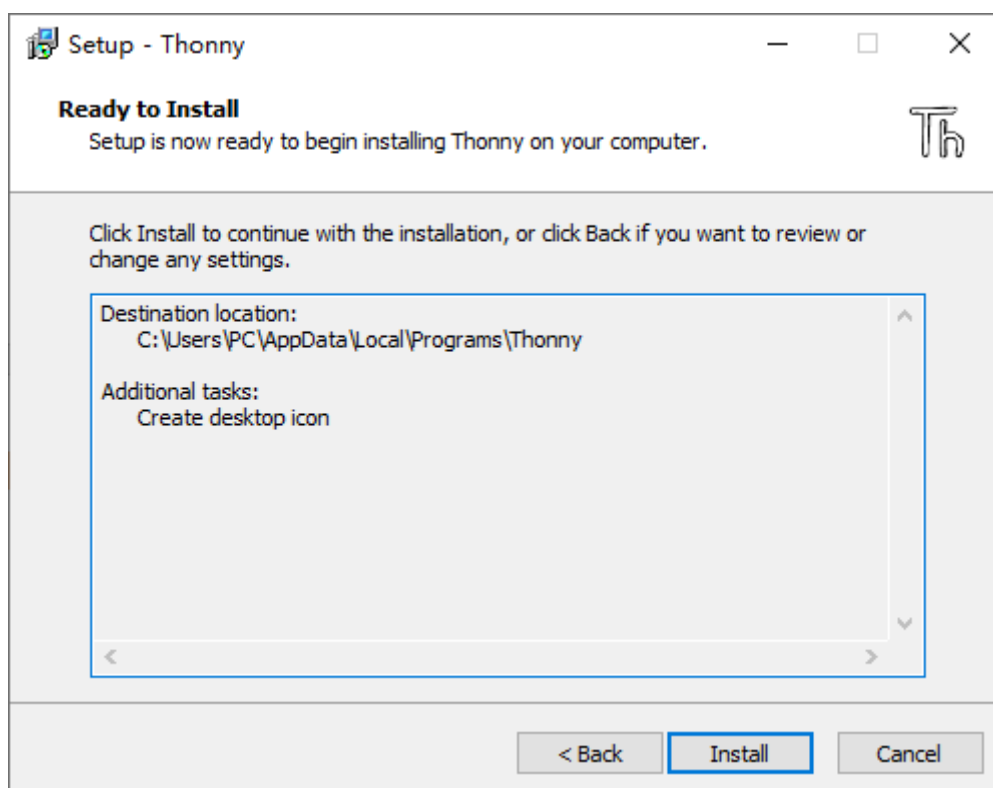 Setup - Thonny
Ready to Install
Setup is now ready to begin installing Thonny on your computer.
Th
Click Install to continue with the installation, or click Back if you want to review or
change any settings.
Destination location:
C:\Users\PC\AppData\Local\Programs\Thonny
Additional tasks:
Create desktop icon
< Back
Install
Cancel